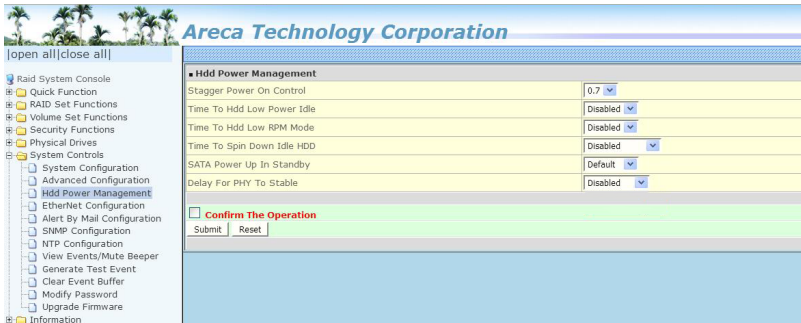 Areca Technology Corporation
|open all|close all|
Raid System Console
Quick Function
RAID Set Functions
Volume Set Functions
Security Functions
Physical Drives
System Controls
System Configuration
Advanced Configuration
Hdd Power Management
EtherNet Configuration
Alert By Mail Configuration
SNMP Configuration
NTP Configuration
View Events/Mute Beeper
Generate Test Event
Clear Event Buffer
Modify Password
Upgrade Firmware
Information
Hdd Power Management
Stagger Power On Control 0.7
Time To Hdd Low Power Idle Disabled
Time To Hdd Low RPM Mode Disabled
Time To Spin Down Idle HDD Disabled
SATA Power Up In Standby Default
Delay For PHY To Stable Disabled
Confirm The Operation
Submit Reset